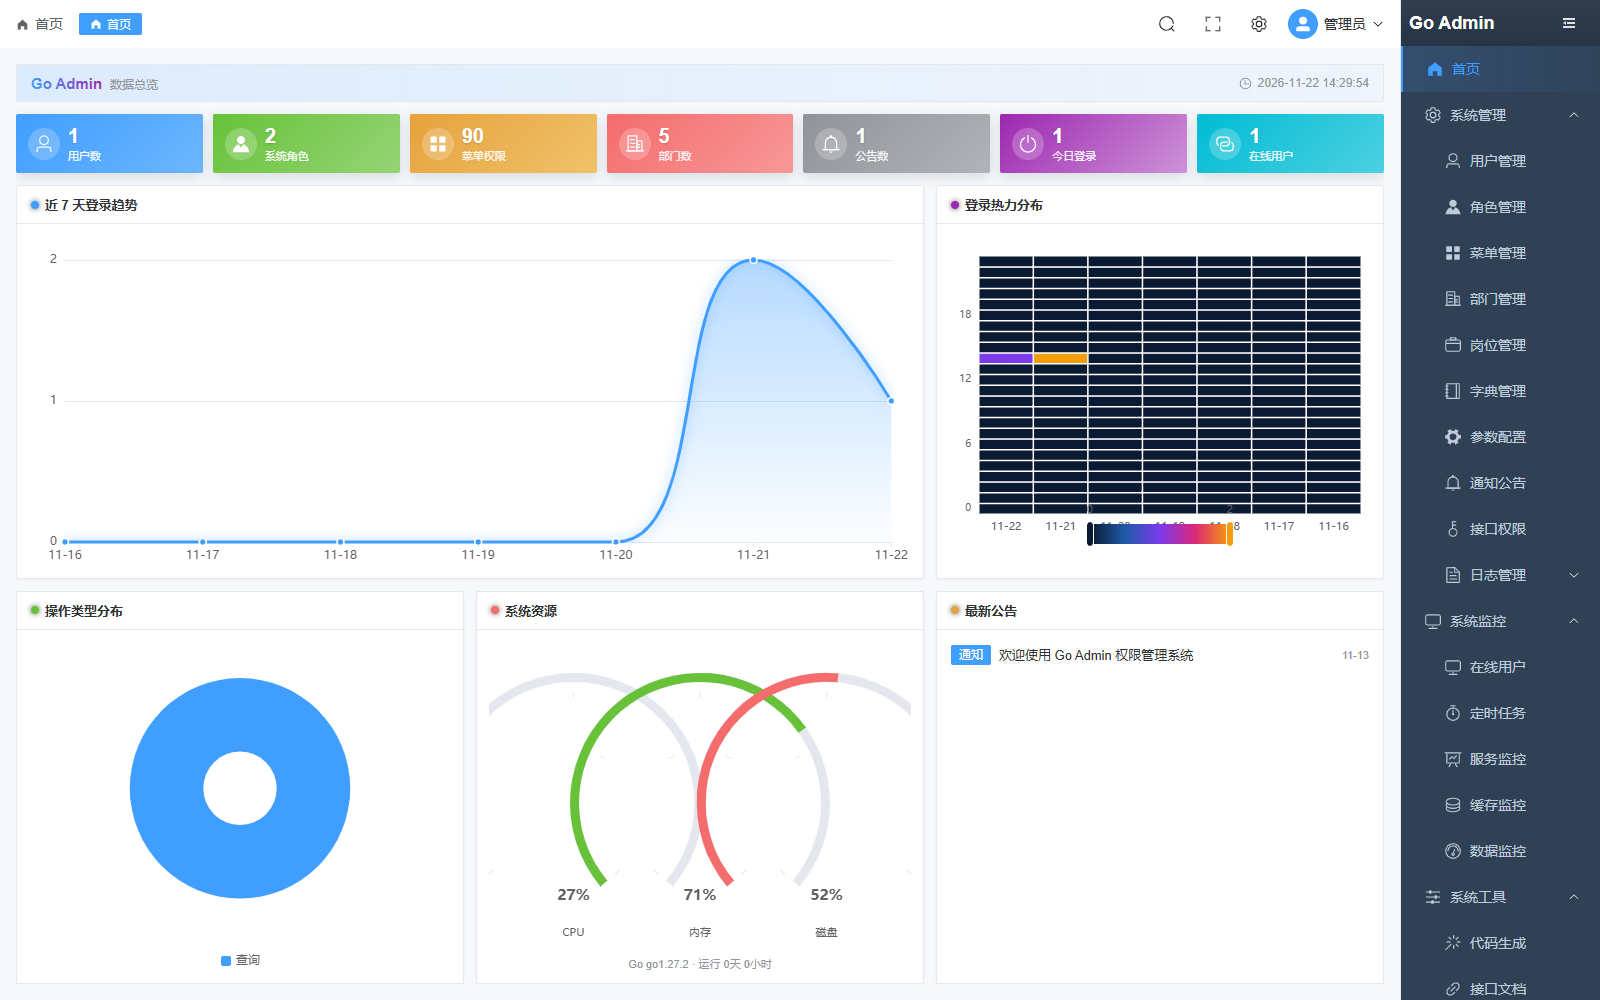 首页
首页
管理员
Go Admin 数据总览
2026-11-22 14:29:54
1
用户数
2
系统角色
90
菜单权限
5
部门数
1
公告数
1
今日登录
1
在线用户
近 7 天登录趋势
2
1
0
11-16 11-17 11-18 11-19 11-20 11-21 11-22
登录热力分布
18
12
6
0
11-22 11-21 11-17 11-16
操作类型分布
查询
系统资源
27% 71% 52%
CPU 内存 磁盘
Go go1.27.2 · 运行 0天 0小时
最新公告
通知 欢迎使用 Go Admin 权限管理系统 11-13
Go Admin
首页
系统管理
用户管理
角色管理
菜单管理
部门管理
岗位管理
字典管理
参数配置
通知公告
接口权限
日志管理
系统监控
在线用户
定时任务
服务监控
缓存监控
数据监控
系统工具
代码生成
接口文档